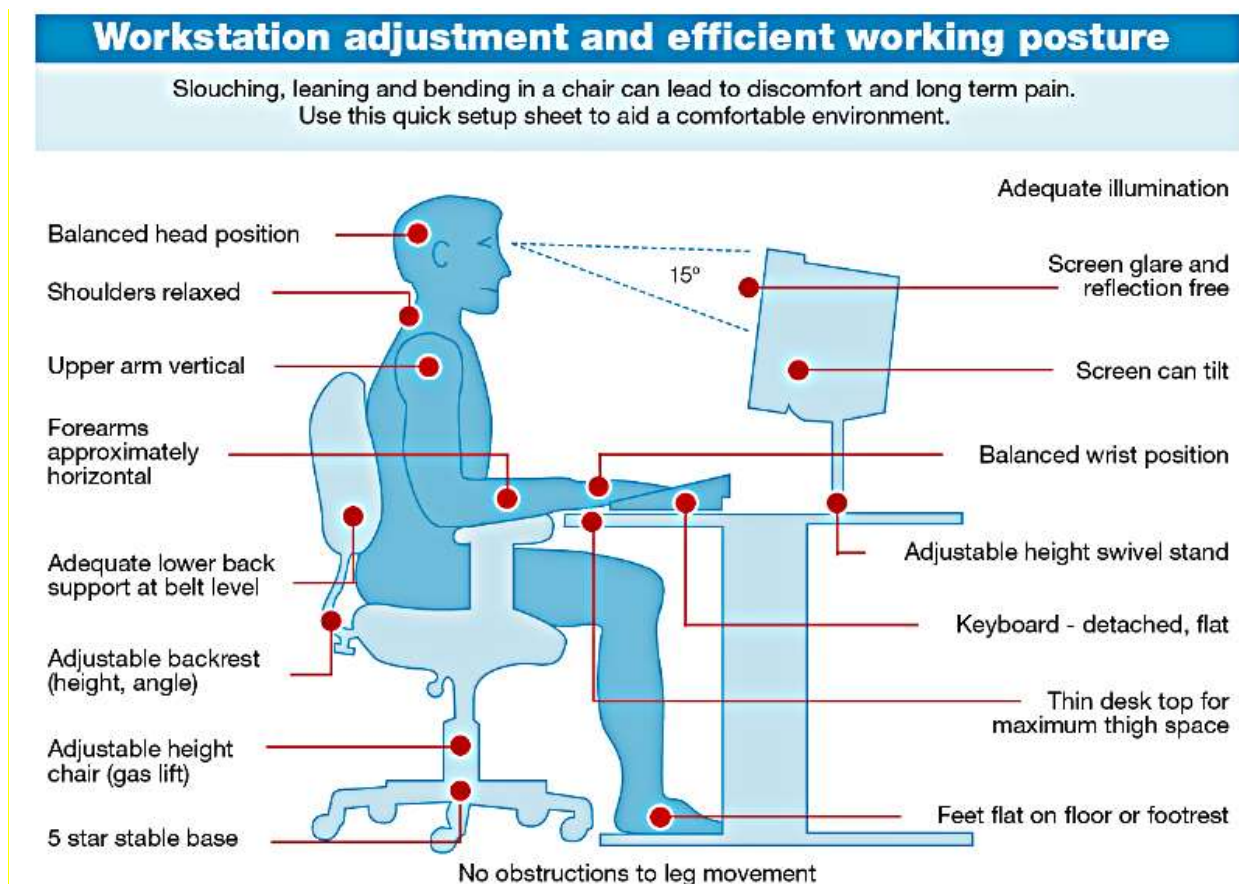 Workstation adjustment and efficient working posture
Slouching, leaning and bending in a chair can lead to discomfort and long term pain.
Use this quick setup sheet to aid a comfortable environment.
Adequate illumination
Balanced head position
Shoulders relaxed
Upper arm vertical
Forearms
approximately
horizontal
Adequate lower back
support at belt level
Adjustable backrest
(height, angle)
Adjustable height
chair (gas lift)
5 star stable base
15º
Screen glare and
reflection free
Screen can tilt
Balanced wrist position
Adjustable height swivel stand
Keyboard - detached, flat
Thin desk top for
maximum thigh space
Feet flat on floor or footrest
No obstructions to leg movement